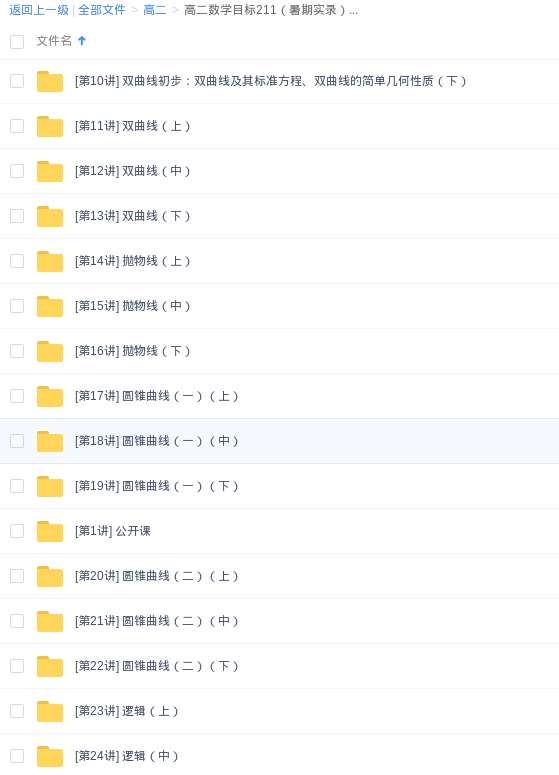 返回上一级 | 全部文件 > 高二 > 高二数学目标211（暑期实录）...
文件名
[第10讲] 双曲线初步：双曲线及其标准方程、双曲线的简单几何性质（下）
[第11讲] 双曲线（上）
[第12讲] 双曲线（中）
[第13讲] 双曲线（下）
[第14讲] 抛物线（上）
[第15讲] 抛物线（中）
[第16讲] 抛物线（下）
[第17讲] 圆锥曲线（一）（上）
[第18讲] 圆锥曲线（一）（中）
[第19讲] 圆锥曲线（一）（下）
[第1讲] 公开课
[第20讲] 圆锥曲线（二）（上）
[第21讲] 圆锥曲线（二）（中）
[第22讲] 圆锥曲线（二）（下）
[第23讲] 逻辑（上）
[第24讲] 逻辑（中）